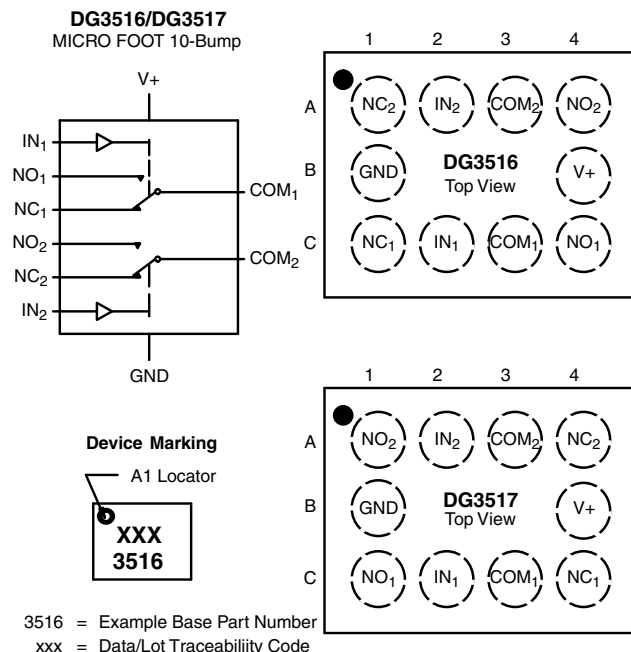 DG3516/DG3517
MICRO FOOT 10-Bump
V+
IN1
NO1
NC1
NO2
NC2
IN2
COM1
COM2
GND
1 2 3 4
A NC2 IN2 COM2 NO2
B GND DG3516 V+
Top View
C NC1 IN1 COM1 NO1
1 2 3 4
A NO2 IN2 COM2 NC2
B GND DG3517 V+
Top View
C NO1 IN1 COM1 NC1
Device Marking
A1 Locator
XXX
3516
3516 = Example Base Part Number
xxx = Data/Lot Traceabiliity Code